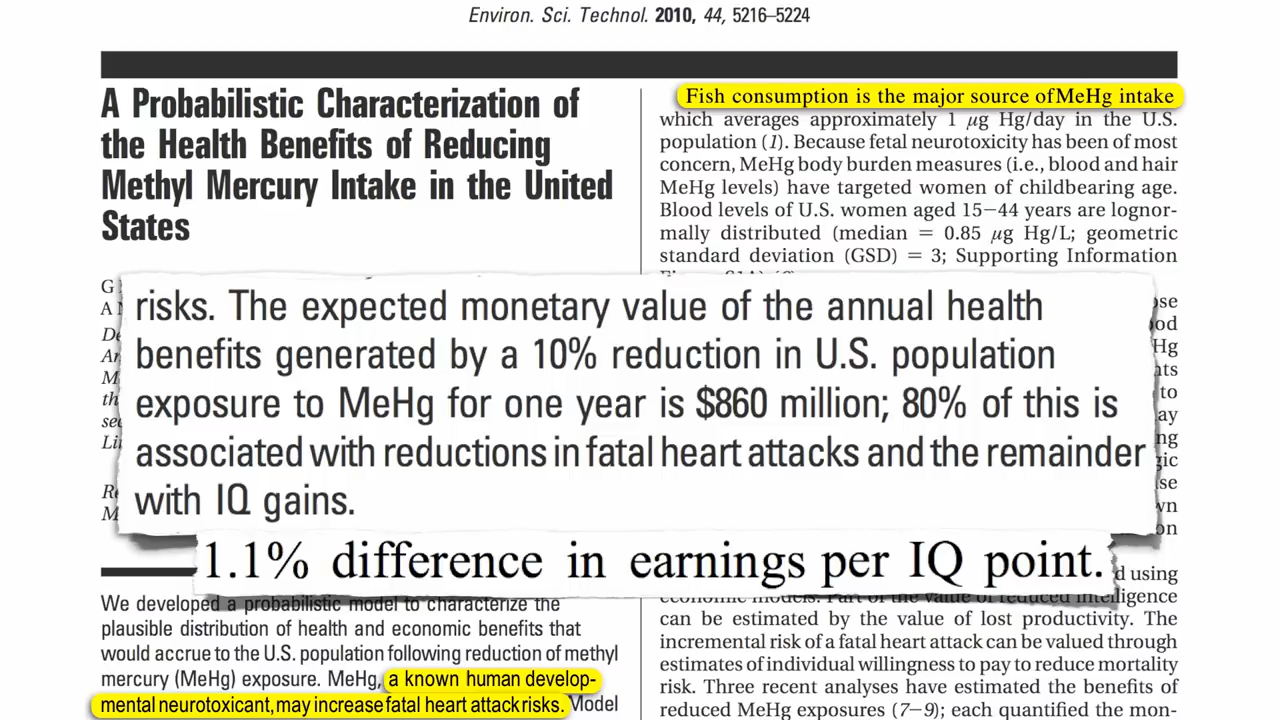 Environ. Sci. Technol. 2010, 44, 5216–5224
A Probabilistic Characterization of
the Health Benefits of Reducing
Methyl Mercury Intake in the United
States
Fish consumption is the major source of MeHg intake
which averages approximately 1 μg Hg/day in the U.S.
population (1). Because fetal neurotoxicity has been of most
concern, MeHg body burden measures (i.e., blood and hair
MeHg levels) have targeted women of childbearing age.
Blood levels of U.S. women aged 15−44 years are lognor-
mally distributed (median = 0.85 μg Hg/L; geometric
standard deviation (GSD) = 3; Supporting Information
risks. The expected monetary value of the annual health
benefits generated by a 10% reduction in U.S. population
exposure to MeHg for one year is $860 million; 80% of this is
associated with reductions in fatal heart attacks and the remainder
with IQ gains.
1.1% difference in earnings per IQ point.
We developed a probabilistic model to characterize the
plausible distribution of health and economic benefits that
would accrue to the U.S. population following reduction of methyl
mercury (MeHg) exposure. MeHg, a known human develop-
mental neurotoxicant, may increase fatal heart attack risks. Model
using
economic models. Part of the value of reduced intelligence
can be estimated by the value of lost productivity. The
incremental risk of a fatal heart attack can be valued through
estimates of individual willingness to pay to reduce mortality
risk. Three recent analyses have estimated the benefits of
reduced MeHg exposures (7−9); each quantified the mon-